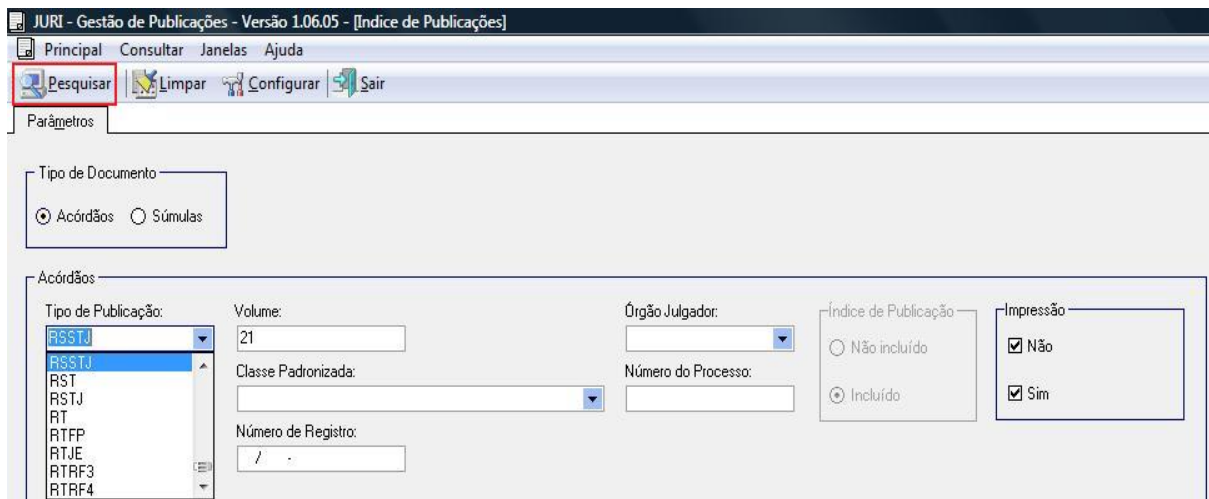 JURI - Gestão de Publicações - Versão 1.06.05 - [Indice de Publicações]
Principal Consultar Janelas Ajuda
Pesquisar Limpar Configurar Sair
Parâmetros
Tipo de Documento
Acórdãos Súmulas
Acórdãos
Tipo de Publicação: Volume: Órgão Julgador: Índice de Publicação Impressão
RSSTJ 21 Não incluído Não
RSSTJ
RST Classe Padronizada: Número do Processo:
RSTJ Incluído Sim
RT
RTFP Número de Registro:
RTJE / -
RTRF3
RTRF4